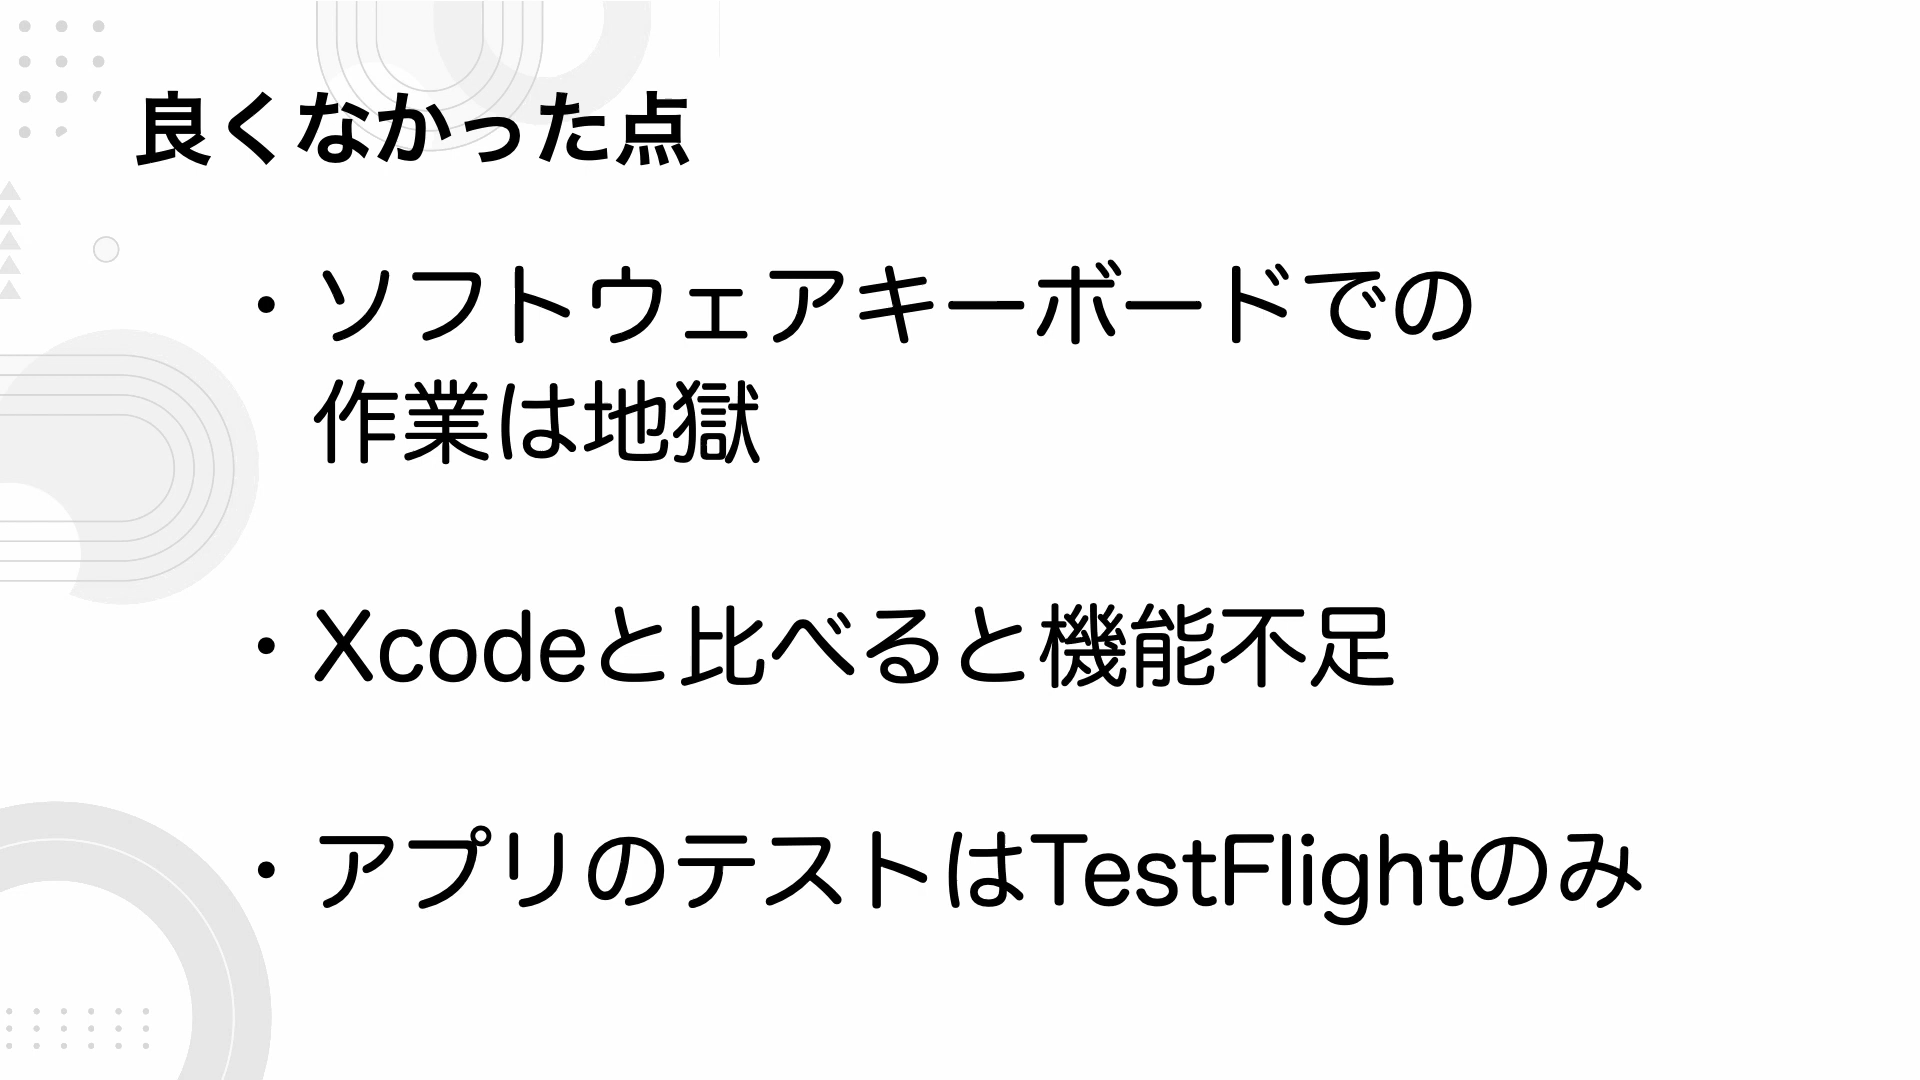 良くなかった点
・ソフトウェアキーボードでの
作業は地獄
・Xcodeと比べると機能不足
・アプリのテストはTestFlightのみ